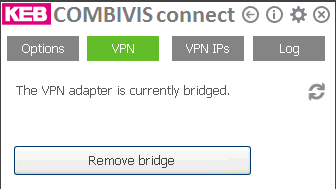 KEB COMBIVIS connect
Options VPN VPN IPs Log
The VPN adapter is currently bridged.
Remove bridge